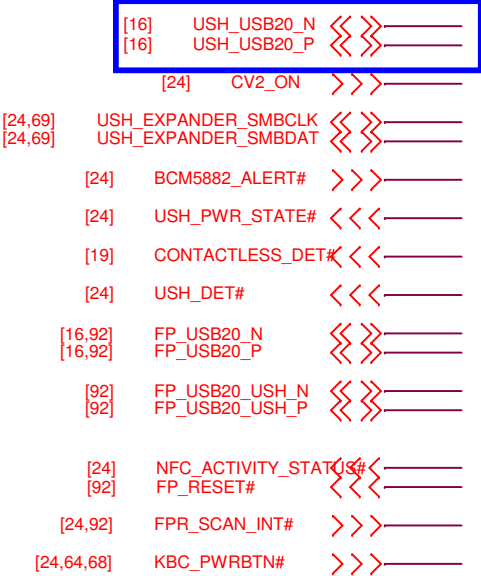 [16] USH_USB20_N
[16] USH_USB20_P
[24] CV2_ON
[24,69] USH_EXPANDER_SMBCLK
[24,69] USH_EXPANDER_SMBDAT
[24] BCM5882_ALERT#
[24] USH_PWR_STATE#
[19] CONTACTLESS_DET#
[24] USH_DET#
[16,92] FP_USB20_N
[16,92] FP_USB20_P
[92] FP_USB20_USH_N
[92] FP_USB20_USH_P
[24] NFC_ACTIVITY_STATUS#
[92] FP_RESET#
[24,92] FPR_SCAN_INT#
[24,64,68] KBC_PWRBTN#